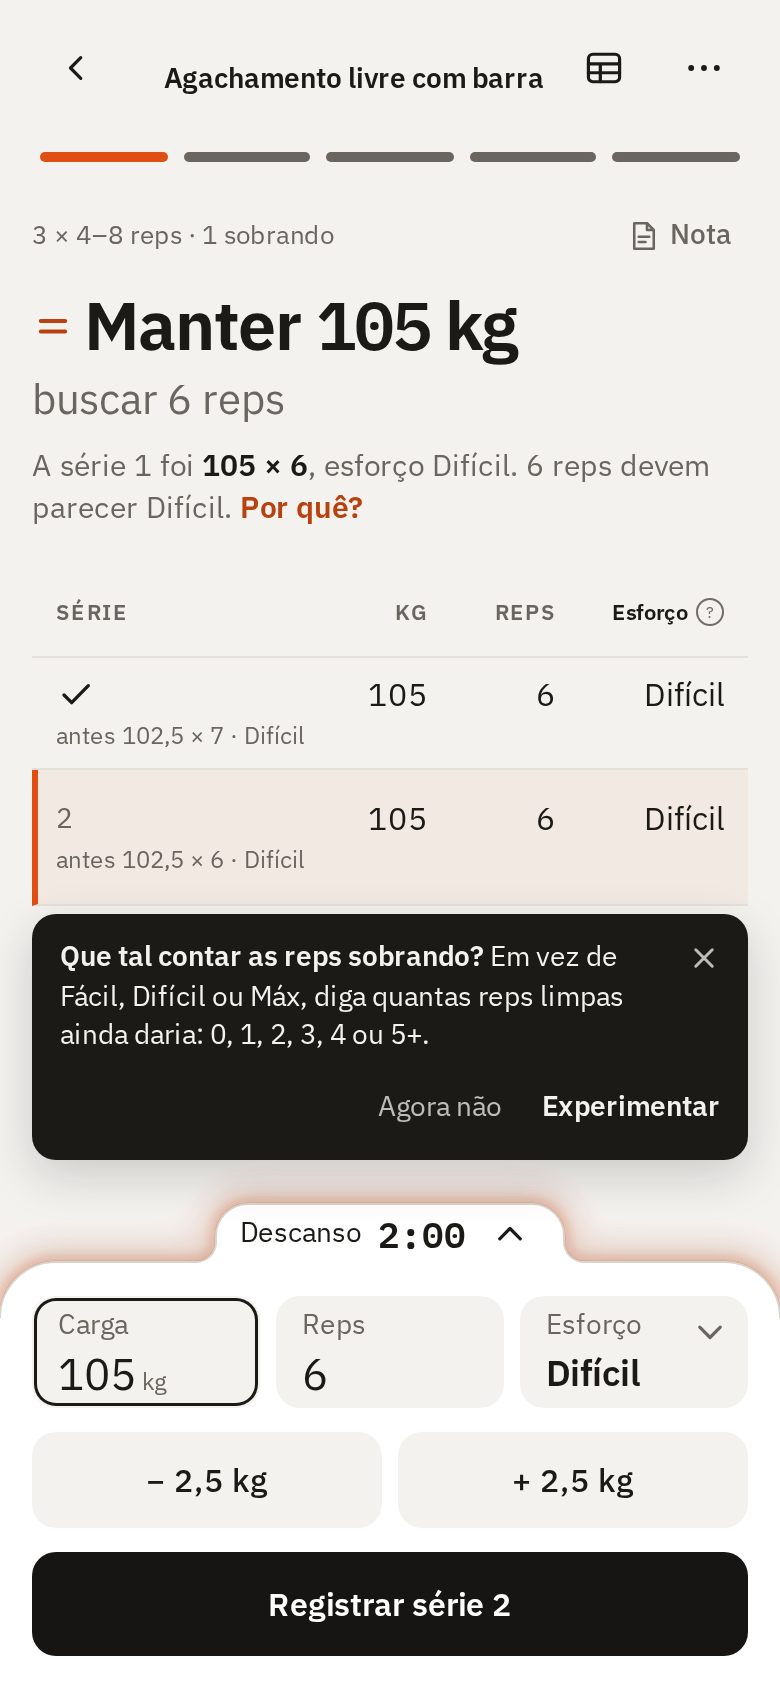 Agachamento livre com barra
3 × 4–8 reps · 1 sobrando
Nota
= Manter 105 kg
buscar 6 reps
A série 1 foi 105 × 6, esforço Difícil. 6 reps devem
parecer Difícil. Por quê?
SÉRIE KG REPS Esforço ?
105 6 Difícil
antes 102,5 × 7 · Difícil
2 105 6 Difícil
antes 102,5 × 6 · Difícil
Que tal contar as reps sobrando? Em vez de
Fácil, Difícil ou Máx, diga quantas reps limpas
ainda daria: 0, 1, 2, 3, 4 ou 5+.
Agora não Experimentar
Descanso 2:00
Carga Reps Esforço
105 kg 6 Difícil
– 2,5 kg + 2,5 kg
Registrar série 2